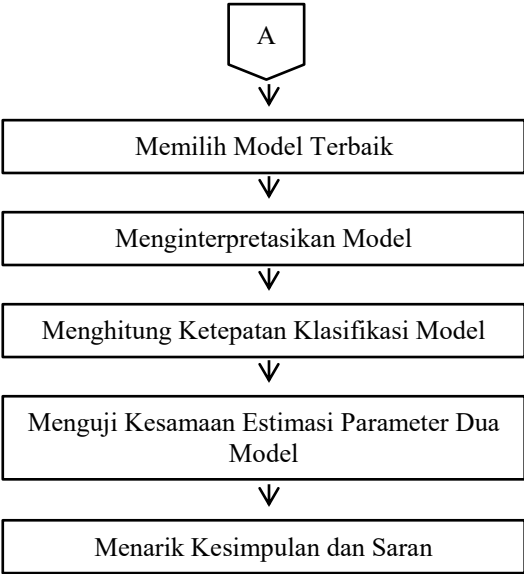 A
Memilih Model Terbaik
Menginterpretasikan Model
Menghitung Ketepatan Klasifikasi Model
Menguji Kesamaan Estimasi Parameter Dua
Model
Menarik Kesimpulan dan Saran